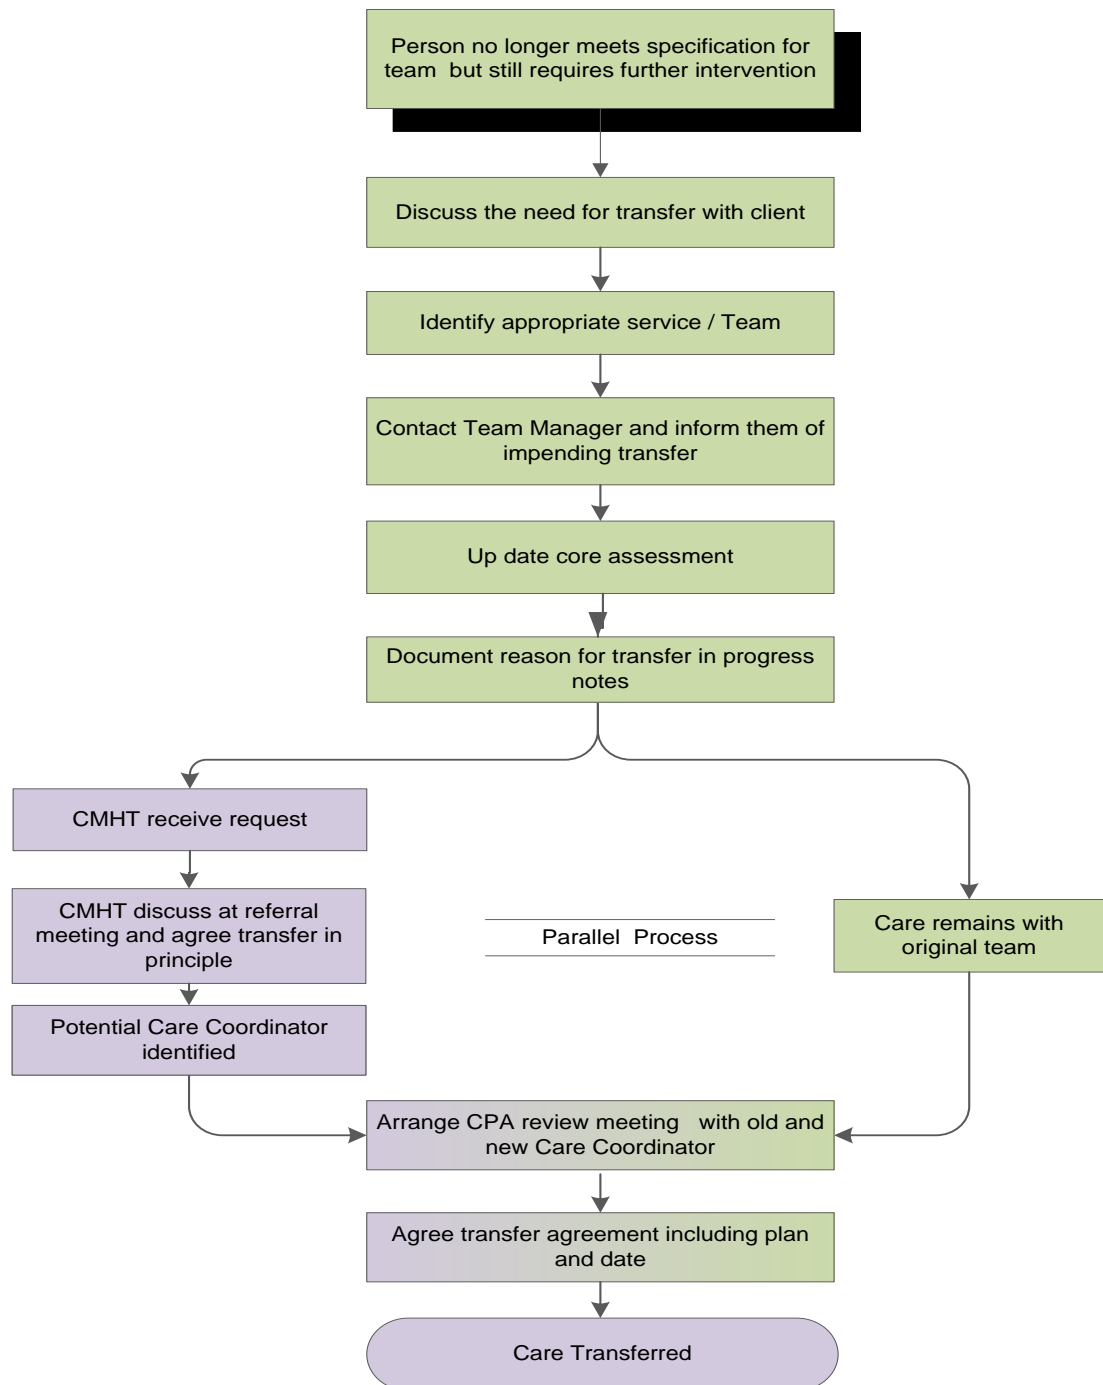 Person no longer meets specification for
team  but still requires further intervention
Discuss the need for transfer with client
Identify appropriate service / Team
Contact Team Manager and inform them of
impending transfer
Up date core assessment
Document reason for transfer in progress
notes
CMHT receive request
CMHT discuss at referral
meeting and agree transfer in
principle
Potential Care Coordinator
identified
Parallel  Process
Care remains with
original team
Arrange CPA review meeting   with old and
new Care Coordinator
Agree transfer agreement including plan
and date
Care Transferred